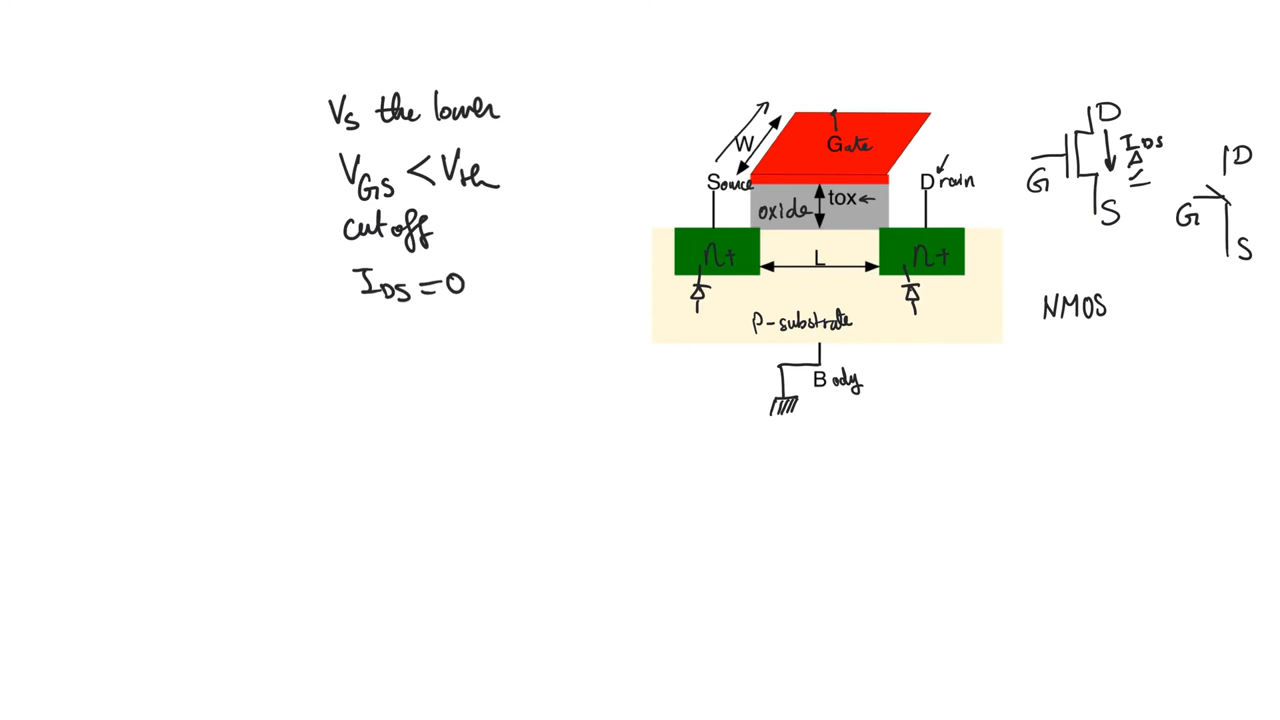 Vs the lower
VGS < Vth
cut off
IDS = 0
W
Gate
Source
Drain
oxide
tox
n+
L
n+
p-substrate
Body
D
IDS
G
S
D
G
S
NMOS